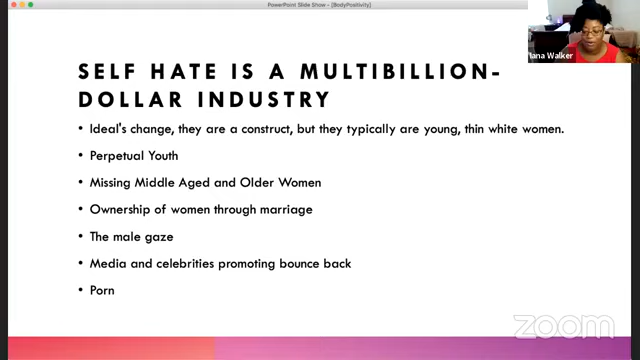 PowerPoint Slide Show - [BodyPositivity]
Iana Walker
SELF HATE IS A MULTIBILLION-
DOLLAR INDUSTRY
• Ideal's change, they are a construct, but they typically are young, thin white women.
• Perpetual Youth
• Missing Middle Aged and Older Women
• Ownership of women through marriage
• The male gaze
• Media and celebrities promoting bounce back
• Porn
zoom